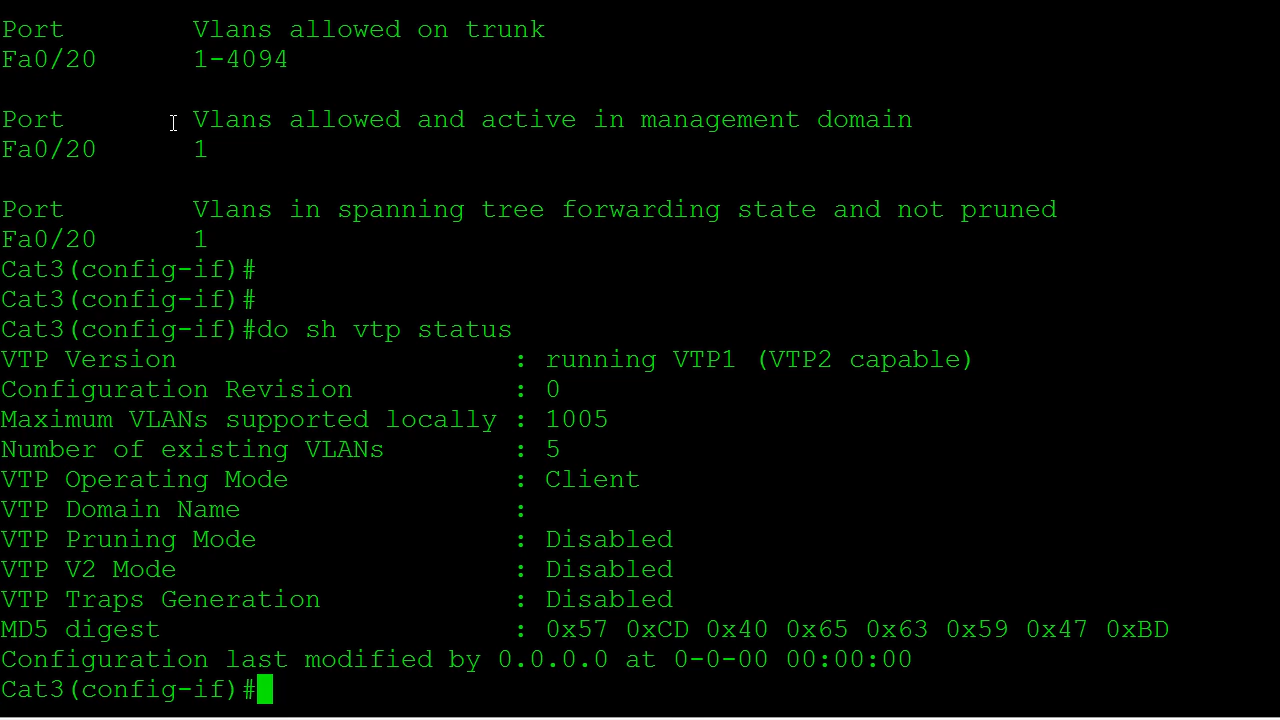 Port        Vlans allowed on trunk
Fa0/20      1-4094

Port        Vlans allowed and active in management domain
Fa0/20      1

Port        Vlans in spanning tree forwarding state and not pruned
Fa0/20      1
Cat3(config-if)#
Cat3(config-if)#
Cat3(config-if)#do sh vtp status
VTP Version                     : running VTP1 (VTP2 capable)
Configuration Revision          : 0
Maximum VLANs supported locally : 1005
Number of existing VLANs        : 5
VTP Operating Mode              : Client
VTP Domain Name                 :
VTP Pruning Mode                : Disabled
VTP V2 Mode                     : Disabled
VTP Traps Generation            : Disabled
MD5 digest                      : 0x57 0xCD 0x40 0x65 0x63 0x59 0x47 0xBD
Configuration last modified by 0.0.0.0 at 0-0-00 00:00:00
Cat3(config-if)#